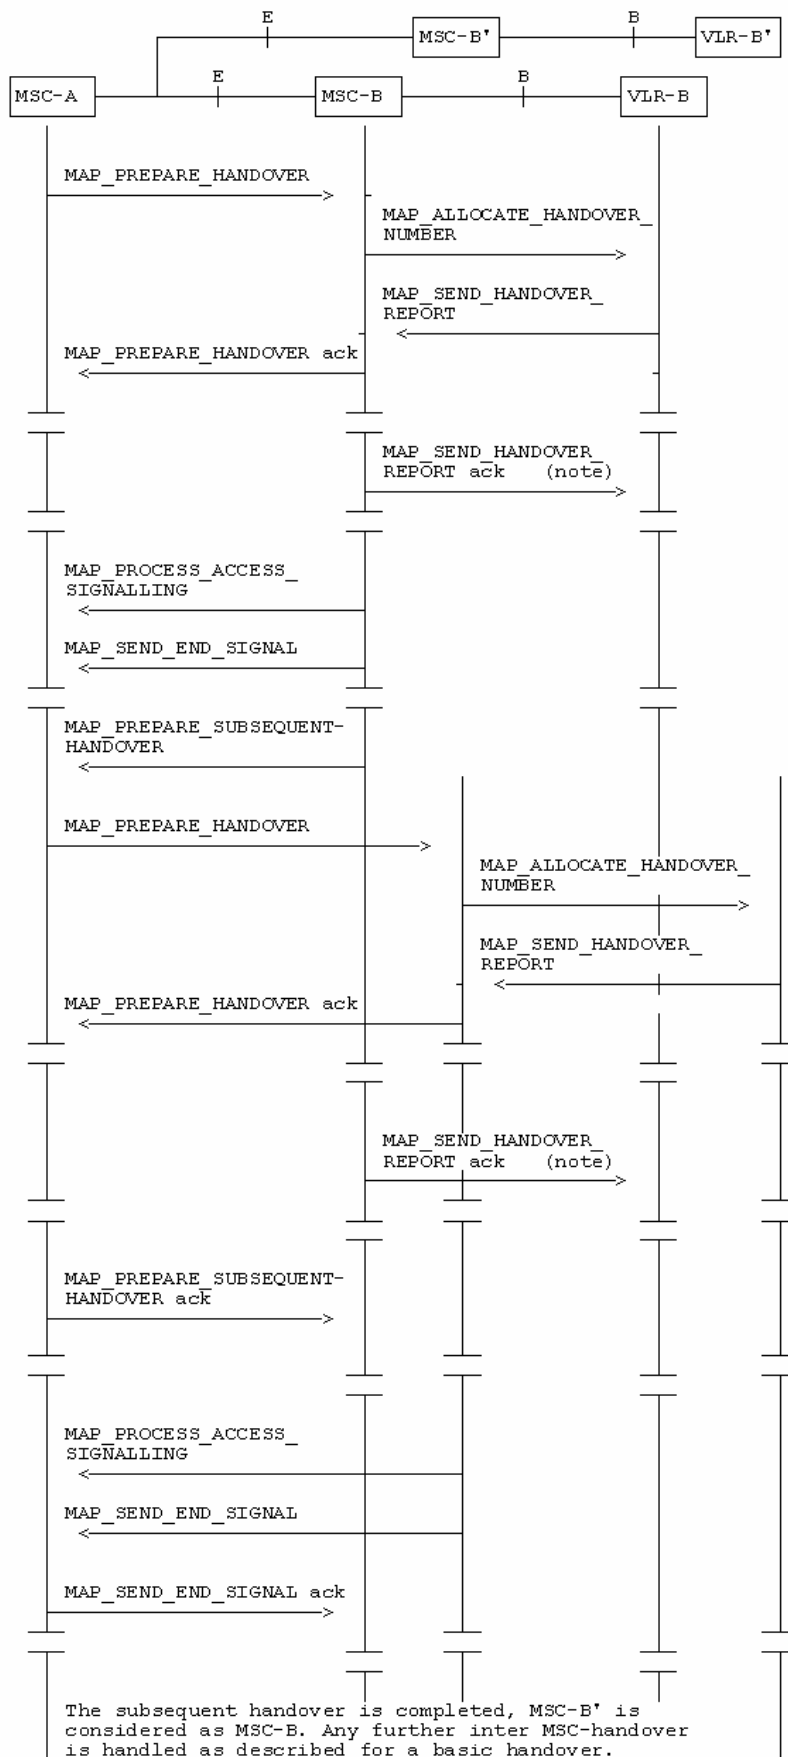 E
B
MSC-B'
VLR-B'
E
B
MSC-A
MSC-B
VLR-B
MAP_PREPARE_HANDOVER
MAP_ALLOCATE_HANDOVER_
NUMBER
MAP_SEND_HANDOVER_
REPORT
MAP_PREPARE_HANDOVER ack
MAP_SEND_HANDOVER_
REPORT ack (note)
MAP_PROCESS_ACCESS_
SIGNALLING
MAP_SEND_END_SIGNAL
MAP_PREPARE_SUBSEQUENT-
HANDOVER
MAP_PREPARE_HANDOVER
MAP_ALLOCATE_HANDOVER_
NUMBER
MAP_SEND_HANDOVER_
REPORT
MAP_PREPARE_HANDOVER ack
MAP_SEND_HANDOVER_
REPORT ack (note)
MAP_PREPARE_SUBSEQUENT-
HANDOVER ack
MAP_PROCESS_ACCESS_
SIGNALLING
MAP_SEND_END_SIGNAL
MAP_SEND_END_SIGNAL ack
The subsequent handover is completed, MSC-B' is
considered as MSC-B. Any further inter MSC-handover
is handled as described for a basic handover.